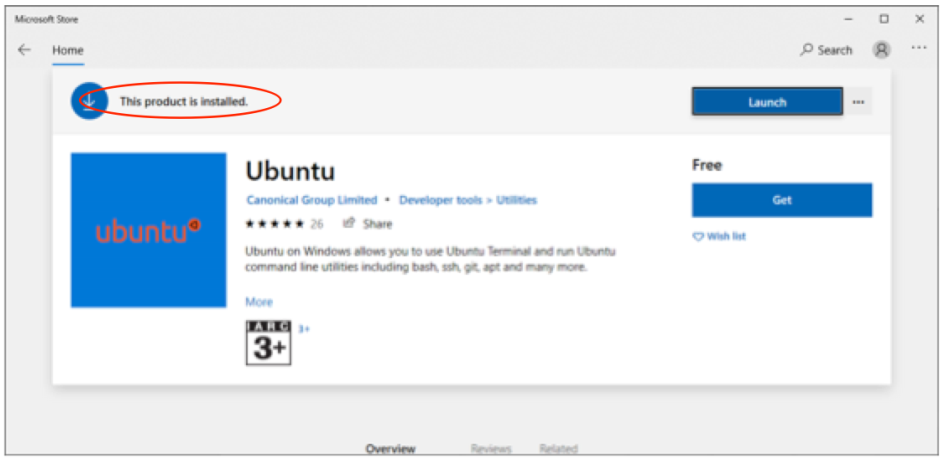 Microsoft Store
Home
Search
This product is installed.
Launch
Ubuntu
Free
Canonical Group Limited • Developer tools > Utilities
Get
★★★★★ 26 Share
ubuntu
Wish list
Ubuntu on Windows allows you to use Ubuntu Terminal and run Ubuntu
command line utilities including bash, ssh, git, apt and many more.
More
IARC
3+
3+
Overview Reviews Related